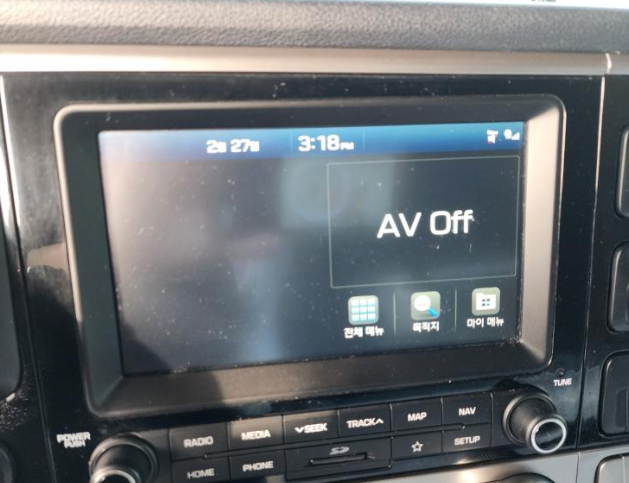 2월 27일 3:18PM
AV Off
전체 메뉴 목적지 마이 메뉴
TUNE
POWER
PUSH
RADIO MEDIA SEEK TRACK MAP NAV
HOME PHONE SD SETUP